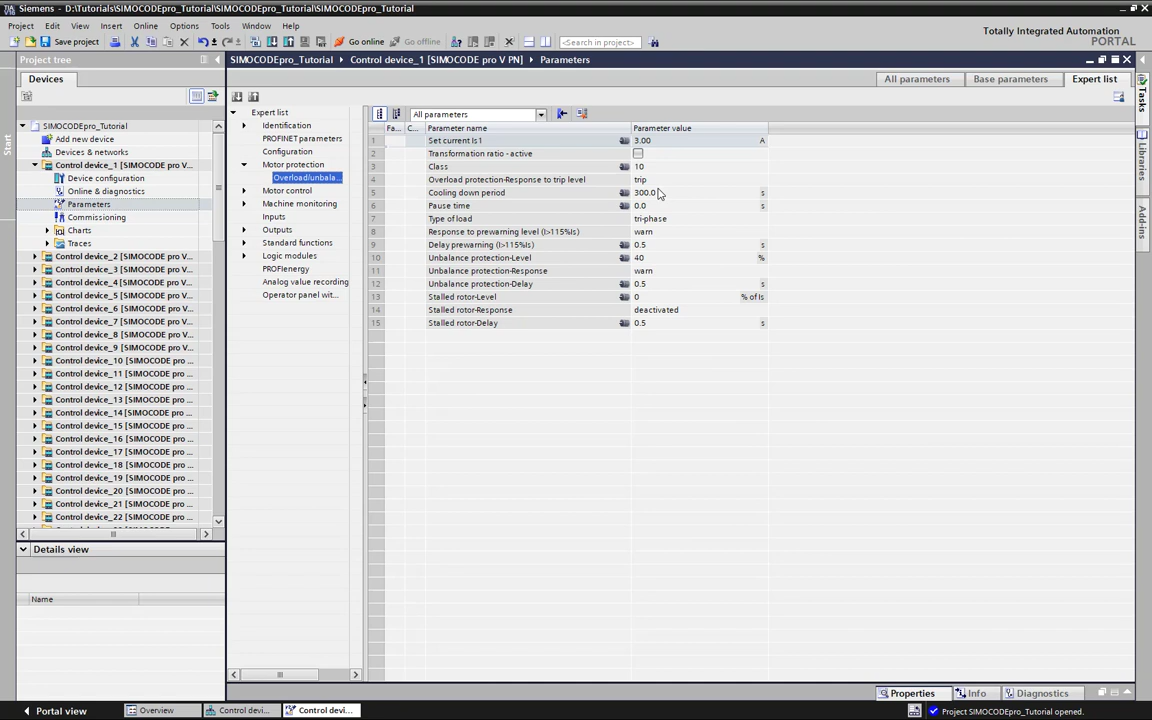 Siemens - D:\Tutorials\SIMOCODEpro_Tutorial\SIMOCODEpro_Tutorial\SIMOCODEpro_Tutorial
Project Edit View Insert Online Options Tools Window Help
Totally Integrated Automation
PORTAL
Save project Go online Go offline <Search in project>
Project tree
SIMOCODEpro_Tutorial Control device_1 [SIMOCODE pro V PN] Parameters
Devices
All parameters Base parameters Expert list
Start
Tasks
Libraries
Add-ins
SIMOCODEpro_Tutorial
Add new device
Devices & networks
Control device_1 [SIMOCODE pro V...
Device configuration
Online & diagnostics
Parameters
Commissioning
Charts
Traces
Control device_2 [SIMOCODE pro V...
Control device_3 [SIMOCODE pro V...
Control device_4 [SIMOCODE pro V...
Control device_5 [SIMOCODE pro V...
Control device_6 [SIMOCODE pro V...
Control device_7 [SIMOCODE pro V...
Control device_8 [SIMOCODE pro V...
Control device_9 [SIMOCODE pro V...
Control device_10 [SIMOCODE pro ...
Control device_11 [SIMOCODE pro ...
Control device_12 [SIMOCODE pro ...
Control device_13 [SIMOCODE pro ...
Control device_14 [SIMOCODE pro ...
Control device_15 [SIMOCODE pro ...
Control device_16 [SIMOCODE pro ...
Control device_17 [SIMOCODE pro ...
Control device_18 [SIMOCODE pro ...
Control device_19 [SIMOCODE pro ...
Control device_20 [SIMOCODE pro ...
Control device_21 [SIMOCODE pro ...
Control device_22 [SIMOCODE pro ...
Details view
Name
Expert list
Identification
PROFINET parameters
Configuration
Motor protection
Overload/unbala...
Motor control
Machine monitoring
Inputs
Outputs
Standard functions
Logic modules
PROFIenergy
Analog value recording
Operator panel wit...
All parameters
Fa... C... Parameter name Parameter value
1 Set current Is1 3.00 A
2 Transformation ratio - active
3 Class 10
4 Overload protection-Response to trip level trip
5 Cooling down period 300.0 s
6 Pause time 0.0 s
7 Type of load tri-phase
8 Response to prewarning level (I>115%Is) warn
9 Delay prewarning (I>115%Is) 0.5 s
10 Unbalance protection-Level 40 %
11 Unbalance protection-Response warn
12 Unbalance protection-Delay 0.5 s
13 Stalled rotor-Level 0 % of Is
14 Stalled rotor-Response deactivated
15 Stalled rotor-Delay 0.5 s
Properties Info Diagnostics
Portal view Overview Control devi... Control devi... Project SIMOCODEpro_Tutorial opened.